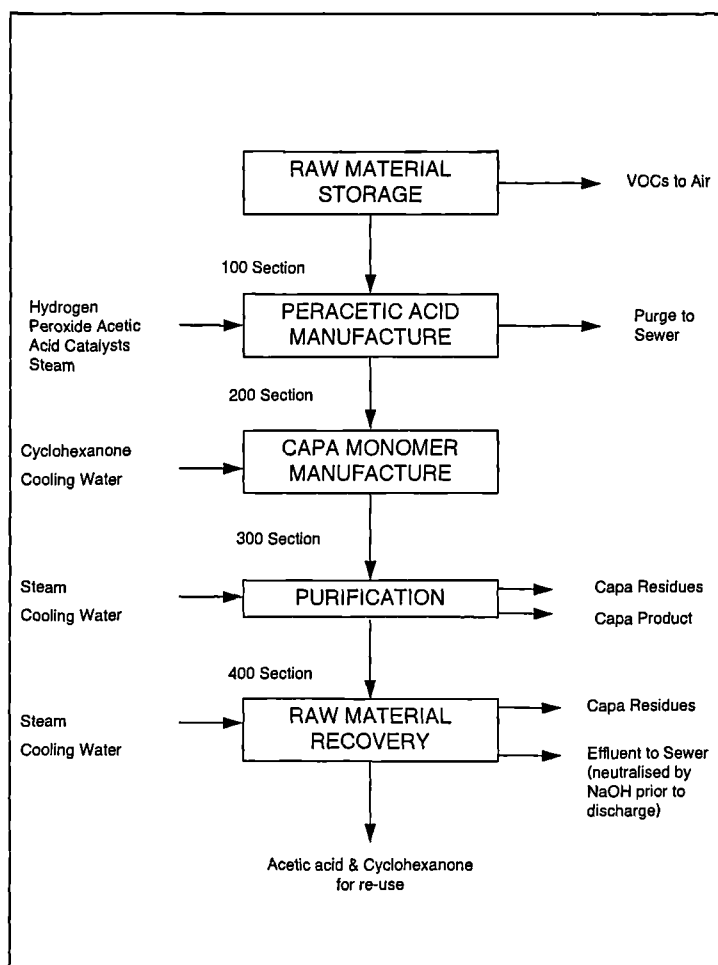 RAW MATERIAL
STORAGE
VOCs to Air
100 Section
Hydrogen
Peroxide Acetic
Acid Catalysts
Steam
PERACETIC ACID
MANUFACTURE
Purge to
Sewer
200 Section
Cyclohexanone
Cooling Water
CAPA MONOMER
MANUFACTURE
300 Section
Steam
Cooling Water
PURIFICATION
Capa Residues
Capa Product
400 Section
Steam
Cooling Water
RAW MATERIAL
RECOVERY
Capa Residues
Effluent to Sewer
(neutralised by
NaOH prior to
discharge)
Acetic acid & Cyclohexanone
for re-use